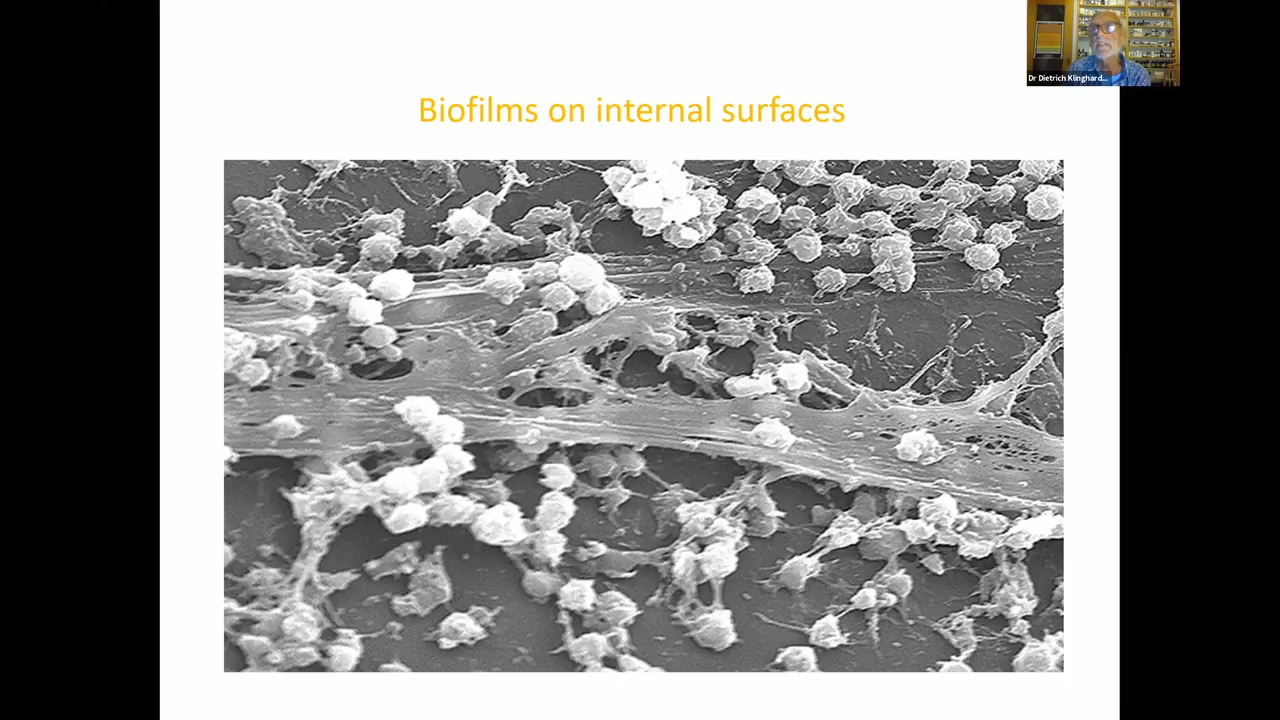 Dr Dietrich Klinghard...
Biofilms on internal surfaces